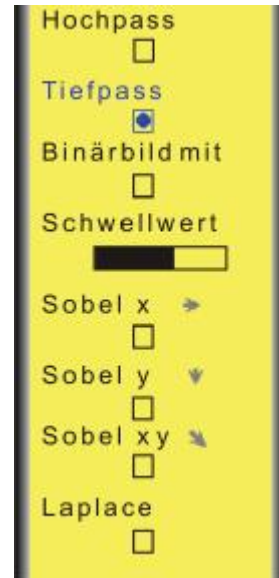 Hochpass
Tiefpass
Binärbild mit
Schwellwert
Sobel x
Sobel y
Sobel xy
Laplace